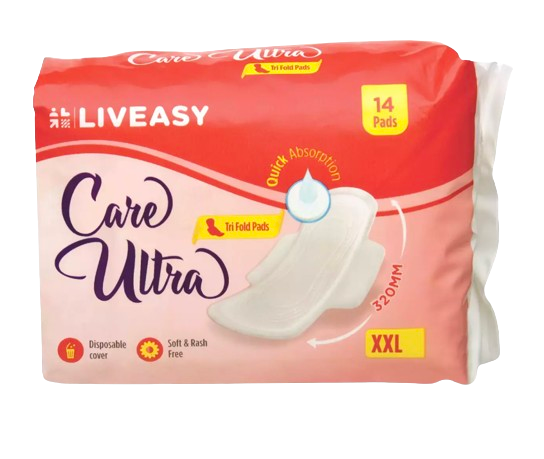 Care Ultra
Tri Fold Pads
LIVEASY
14
Pads
Quick Absorption
Care
Ultra
Tri Fold Pads
320MM
Disposable
cover
Soft & Rash
Free
XXL